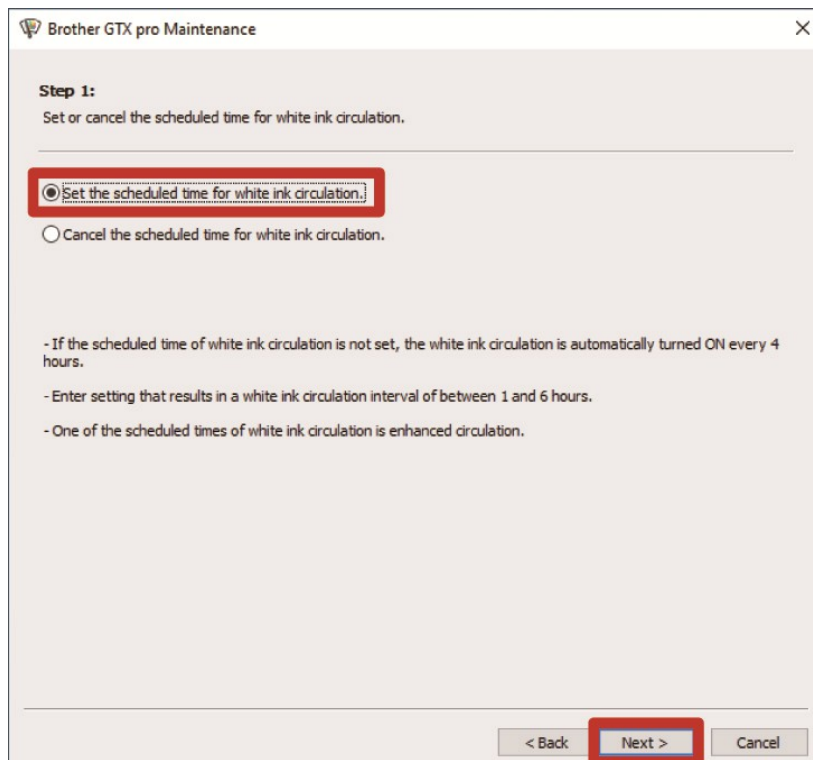 Brother GTX pro Maintenance
Step 1:
Set or cancel the scheduled time for white ink circulation.
Set the scheduled time for white ink circulation.
Cancel the scheduled time for white ink circulation.
- If the scheduled time of white ink circulation is not set, the white ink circulation is automatically turned ON every 4
hours.
- Enter setting that results in a white ink circulation interval of between 1 and 6 hours.
- One of the scheduled times of white ink circulation is enhanced circulation.
< Back Next > Cancel